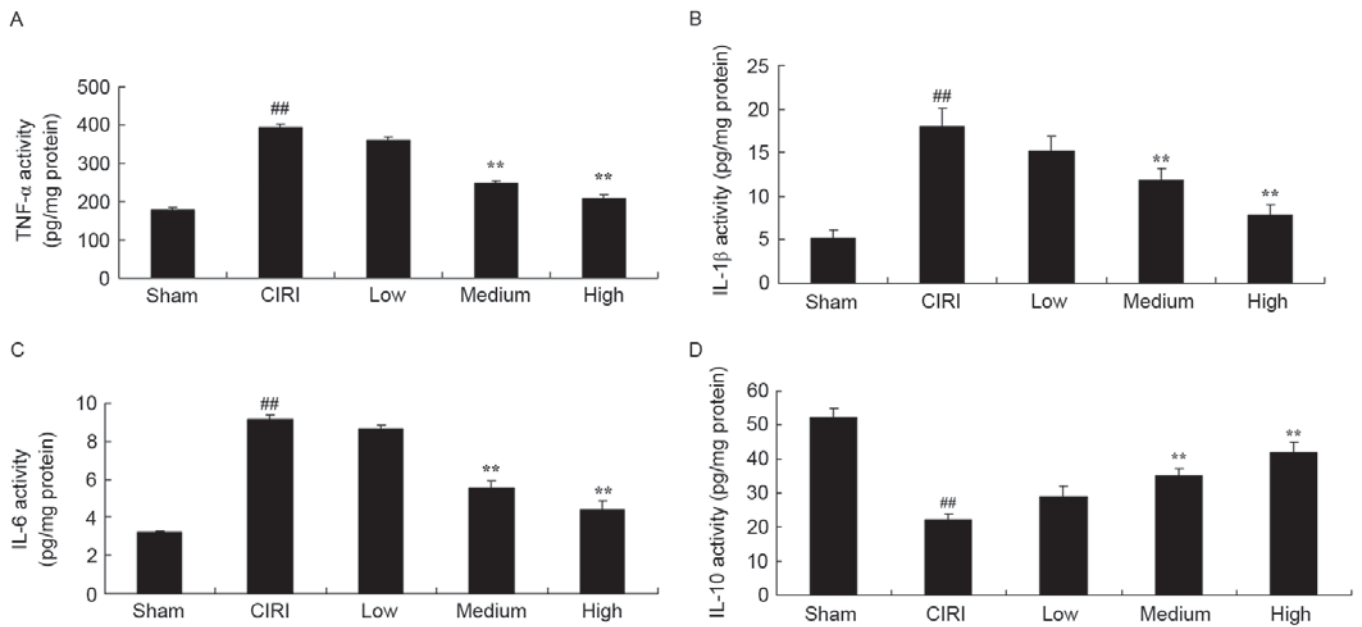 A
TNF-α activity
(pg/mg protein)
500
400
300
200
100
0
##
**
**
Sham CIRI Low Medium High
B
IL-1β activity (pg/mg protein)
25
20
15
10
5
0
##
**
**
Sham CIRI Low Medium High
C
IL-6 activity
(pg/mg protein)
10
8
6
4
2
0
##
**
**
Sham CIRI Low Medium High
D
IL-10 activity (pg/mg protein)
60
50
40
30
20
10
0
##
**
**
Sham CIRI Low Medium High